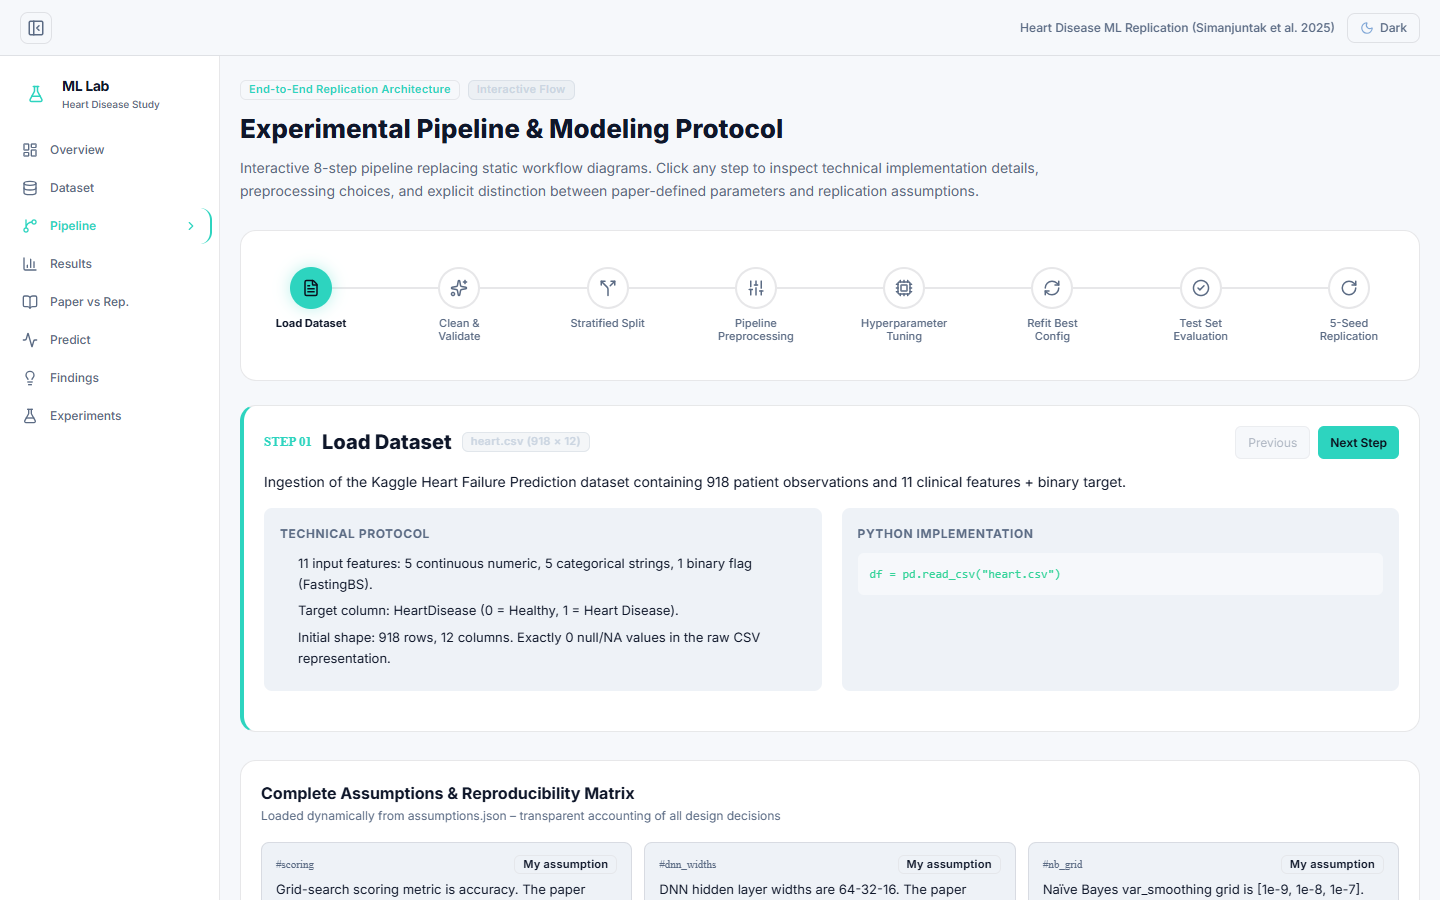 Heart Disease ML Replication (Simanjuntak et al. 2025)
Dark
ML Lab
Heart Disease Study
Overview
Dataset
Pipeline
Results
Paper vs Rep.
Predict
Findings
Experiments
End-to-End Replication Architecture
Interactive Flow
Experimental Pipeline & Modeling Protocol
Interactive 8-step pipeline replacing static workflow diagrams. Click any step to inspect technical implementation details,
preprocessing choices, and explicit distinction between paper-defined parameters and replication assumptions.
Load Dataset
Clean &
Validate
Stratified Split
Pipeline
Preprocessing
Hyperparameter
Tuning
Refit Best
Config
Test Set
Evaluation
5-Seed
Replication
STEP 01
Load Dataset
heart.csv (918 × 12)
Previous
Next Step
Ingestion of the Kaggle Heart Failure Prediction dataset containing 918 patient observations and 11 clinical features + binary target.
TECHNICAL PROTOCOL
11 input features: 5 continuous numeric, 5 categorical strings, 1 binary flag
(FastingBS).
Target column: HeartDisease (0 = Healthy, 1 = Heart Disease).
Initial shape: 918 rows, 12 columns. Exactly 0 null/NA values in the raw CSV
representation.
PYTHON IMPLEMENTATION
df = pd.read_csv("heart.csv")
Complete Assumptions & Reproducibility Matrix
Loaded dynamically from assumptions.json – transparent accounting of all design decisions
#scoring
My assumption
Grid-search scoring metric is accuracy. The paper
#dnn_widths
My assumption
DNN hidden layer widths are 64-32-16. The paper
#nb_grid
My assumption
Naïve Bayes var_smoothing grid is [1e-9, 1e-8, 1e-7].